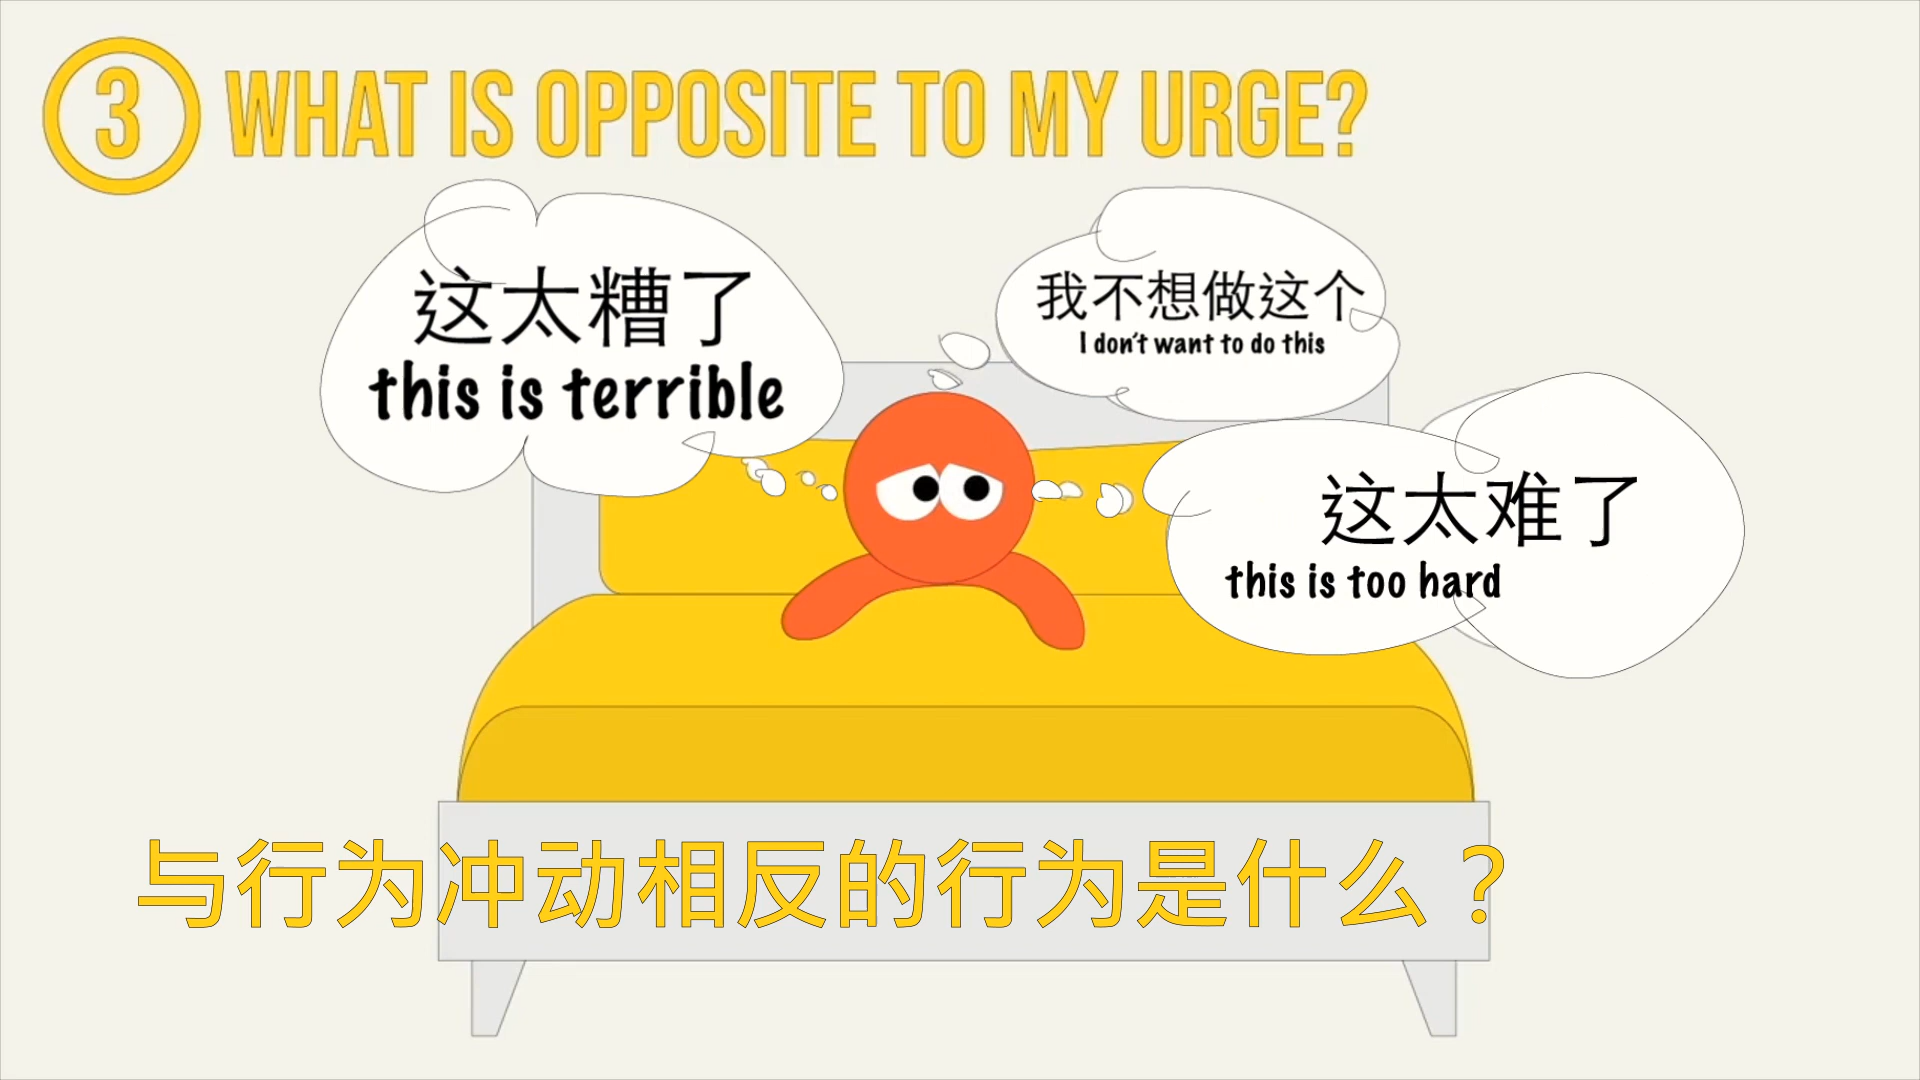 3 WHAT IS OPPOSITE TO MY URGE?
这太糟了
this is terrible
我不想做这个
I don't want to do this
这太难了
this is too hard
与行为冲动相反的行为是什么？